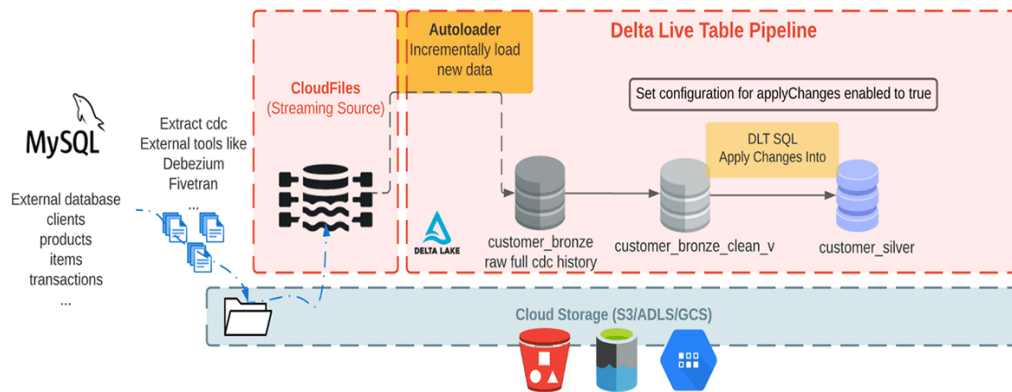 Autoloader
Incrementally load
new data
Delta Live Table Pipeline
CloudFiles
(Streaming Source)
Set configuration for applyChanges enabled to true
MySQL
Extract cdc
External tools like
Debezium
Fivetran
...
DLT SQL
Apply Changes Into
External database
clients
products
items
transactions
...
DELTA LAKE
customer_bronze
raw full cdc history
customer_bronze_clean_v
customer_silver
Cloud Storage (S3/ADLS/GCS)